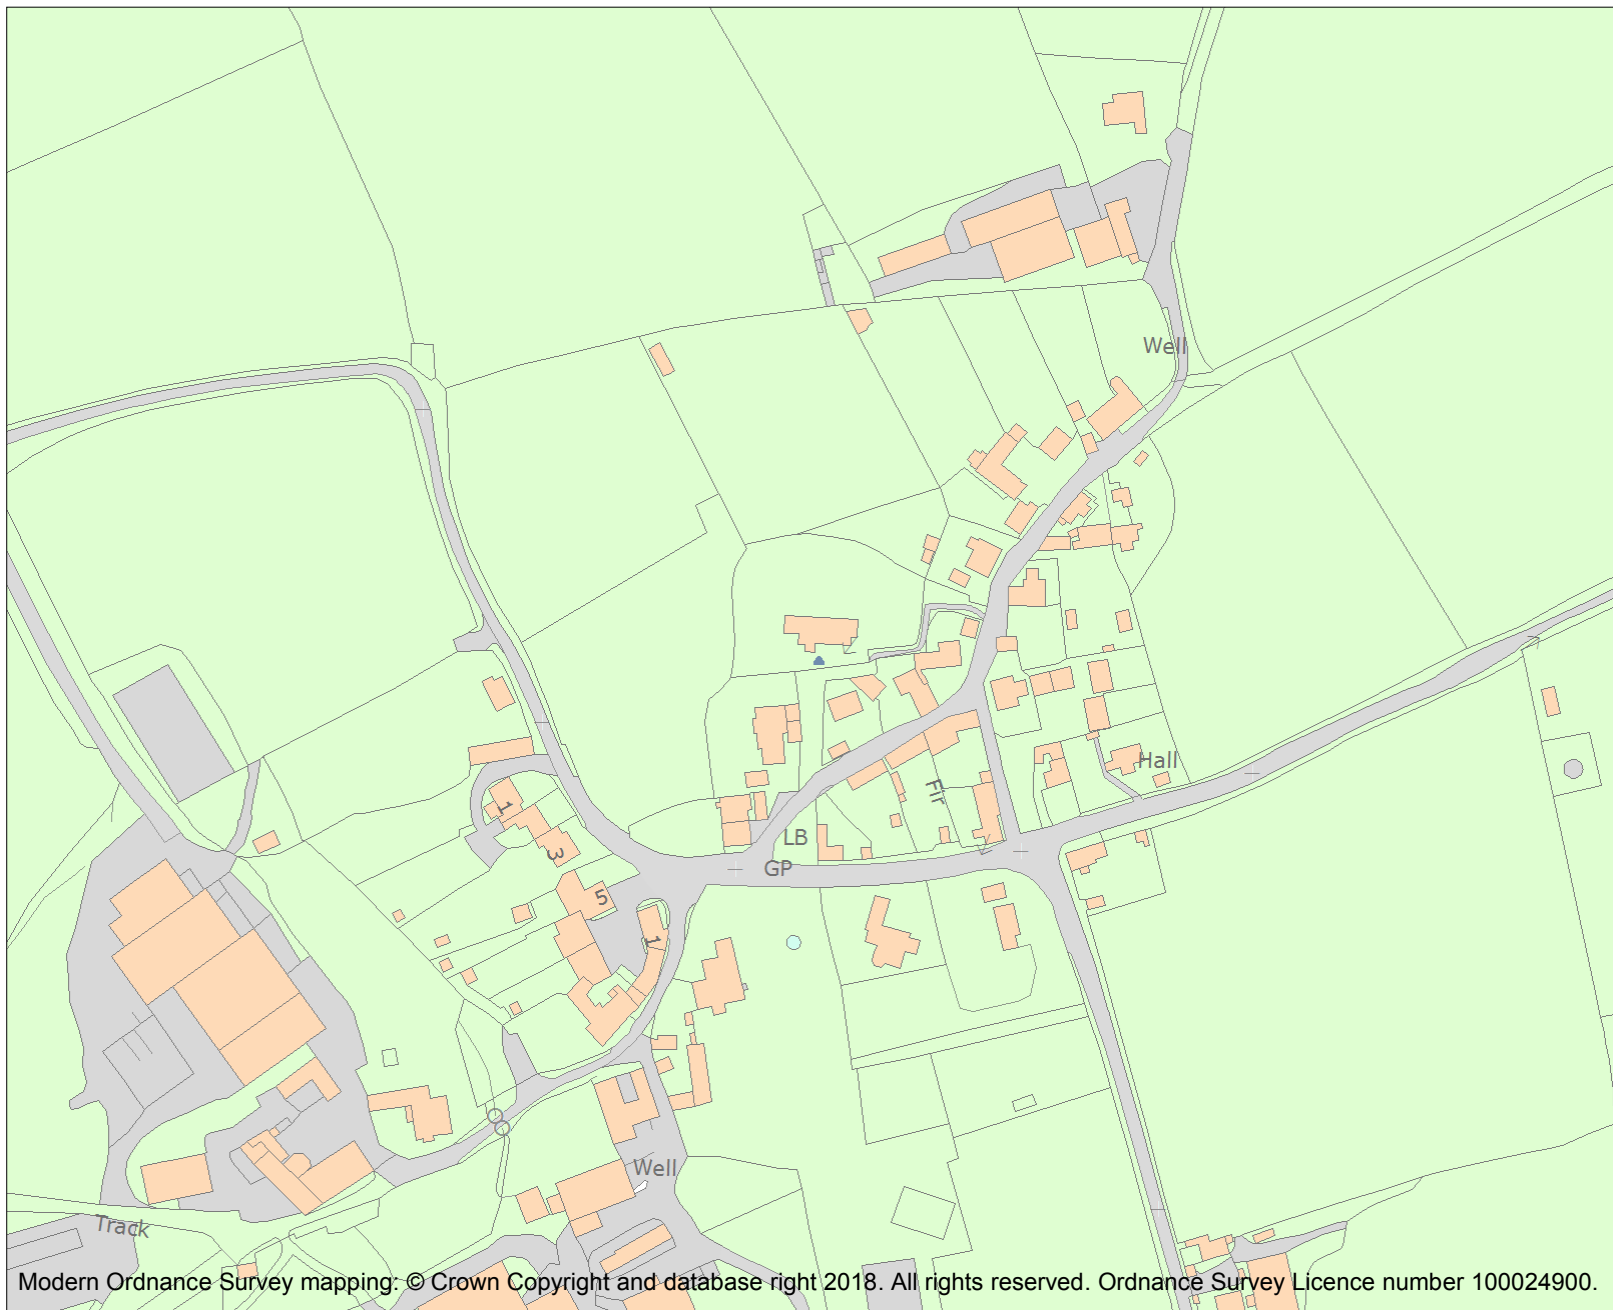 Well
Hall
Fir
LB
GP
1
3
5
1
Well
Track
Modern Ordnance Survey mapping: © Crown Copyright and database right 2018. All rights reserved. Ordnance Survey Licence number 100024900.